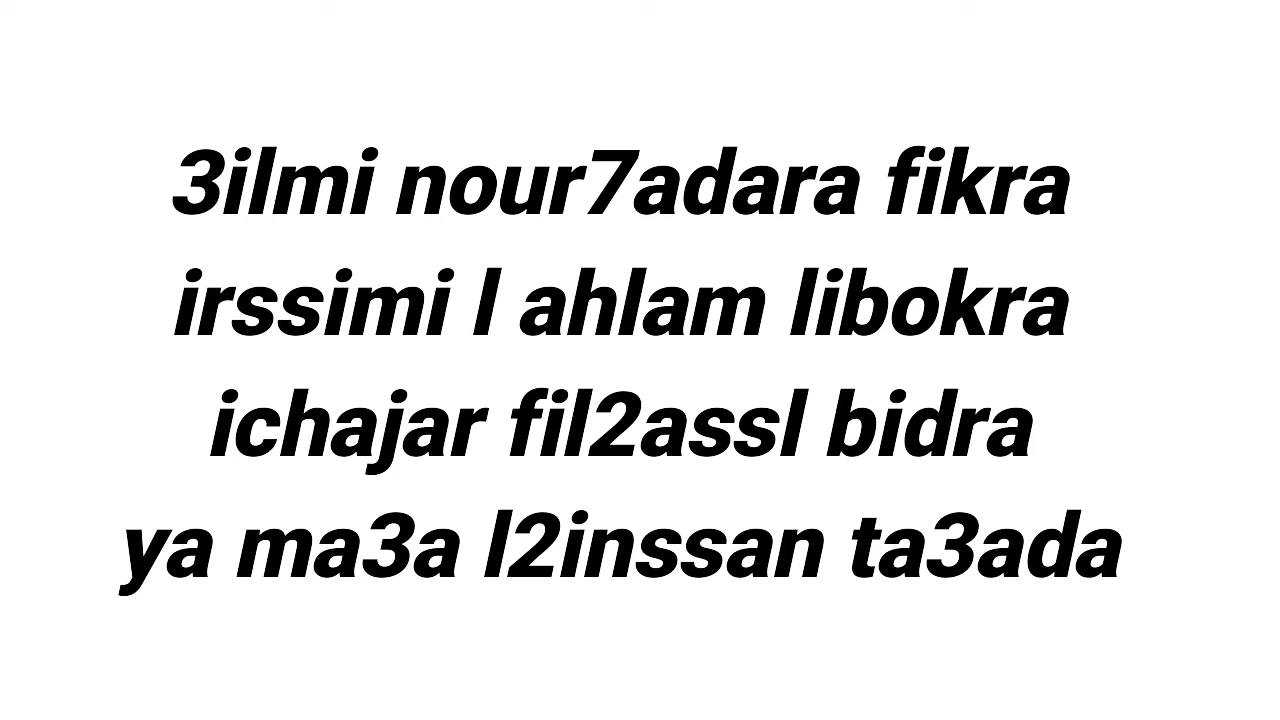 3ilmi nour7adara fikra
irssimi l ahlam libokra
ichajar fil2assl bidra
ya ma3a l2inssan ta3ada